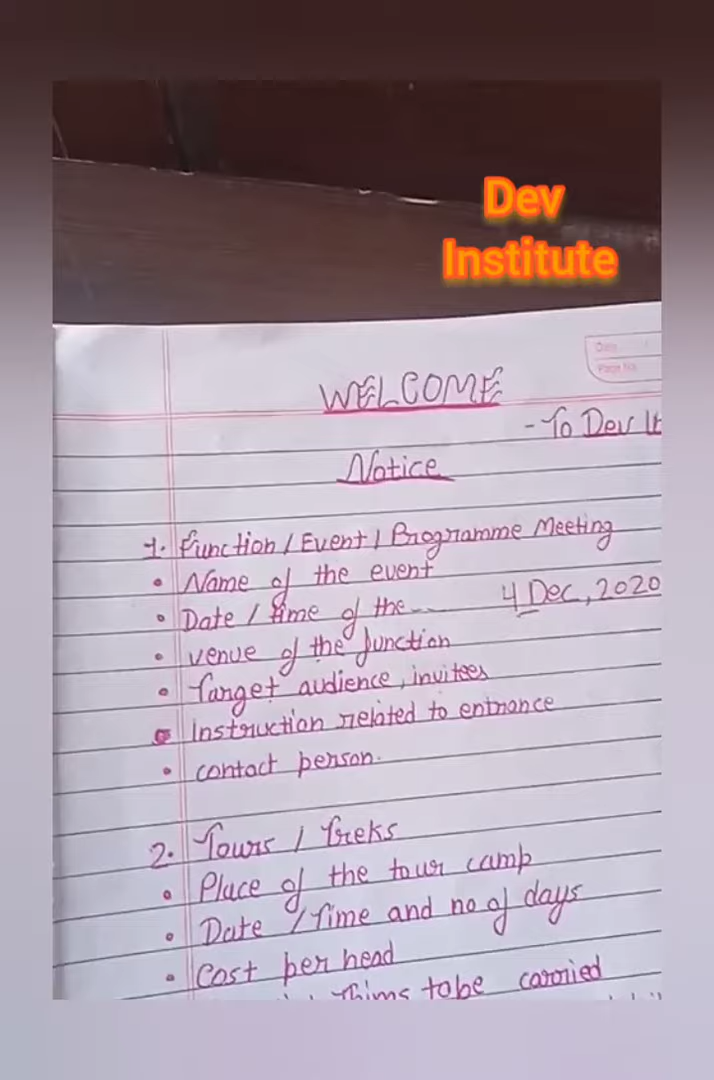 Dev
Institute
Date
Page No.
WELCOME
- To Dev
Notice
1. Function / Event / Programme Meeting
• Name of the event
• Date / time of the ---- 4 Dec, 2020
• venue of the function
• Target audience, invitees
• Instruction related to entrance
• contact person.
2. Tours / Treks
• Place of the tour camp
• Date / Time and no of days
• Cost per head
tobe carried